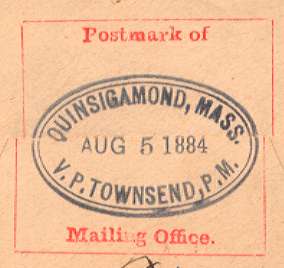 Postmark of
QUINSIGAMOND, MASS.
AUG 5 1884
V. P. TOWNSEND, P. M.
Mailing Office.